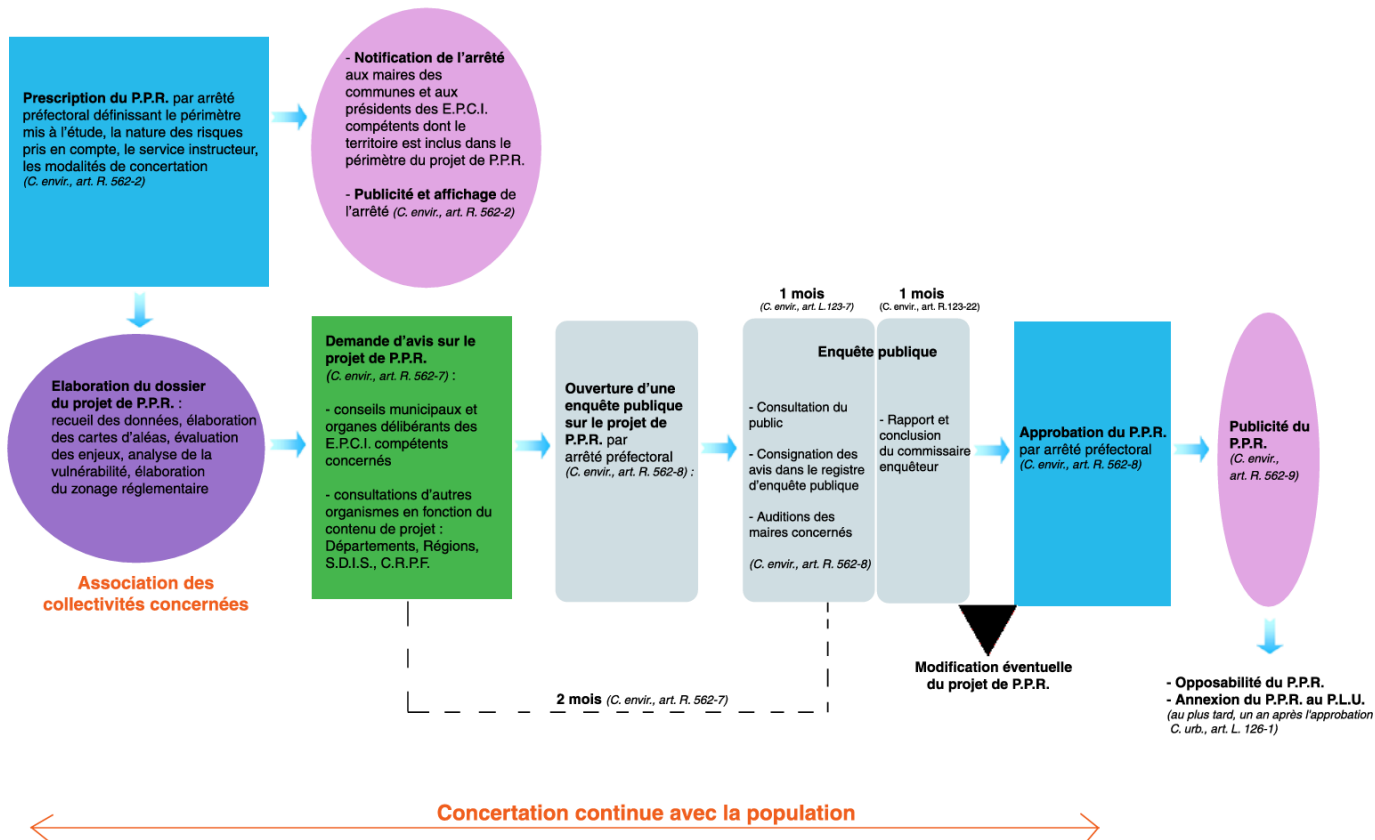 Prescription du P.P.R. par arrêté
préfectoral définissant le périmètre
mis à l'étude, la nature des risques
pris en compte, le service instructeur,
les modalités de concertation
(C. envir., art. R. 562-2)
- Notification de l'arrêté
aux maires des
communes et aux
présidents des E.P.C.I.
compétents dont le
territoire est inclus dans le
périmètre du projet de P.P.R.
- Publicité et affichage de
l'arrêté (C. envir., art. R. 562-2)
Elaboration du dossier
du projet de P.P.R. :
recueil des données, élaboration
des cartes d'aléas, évaluation
des enjeux, analyse de la
vulnérabilité, élaboration
du zonage réglementaire
Association des
collectivités concernées
Demande d'avis sur le
projet de P.P.R.
(C. envir., art. R. 562-7) :
- conseils municipaux et
organes délibérants des
E.P.C.I. compétents
concernés
- consultations d'autres
organismes en fonction du
contenu de projet :
Départements, Régions,
S.D.I.S., C.R.P.F.
Ouverture d'une
enquête publique
sur le projet de
P.P.R. par
arrêté préfectoral
(C. envir., art. R. 562-8) :
1 mois
(C. envir., art. L.123-7)
1 mois
(C. envir., art. R.123-22)
Enquête publique
- Consultation du
public
- Consignation des
avis dans le registre
d'enquête publique
- Auditions des
maires concernés
(C. envir., art. R. 562-8)
- Rapport et
conclusion
du commissaire
enquêteur
2 mois (C. envir., art. R. 562-7)
Modification éventuelle
du projet de P.P.R.
Approbation du P.P.R.
par arrêté préfectoral
(C. envir., art. R. 562-8)
Publicité du
P.P.R.
(C. envir.,
art. R. 562-9)
- Opposabilité du P.P.R.
- Annexion du P.P.R. au P.L.U.
(au plus tard, un an après l'approbation
C. urb., art. L. 126-1)
Concertation continue avec la population